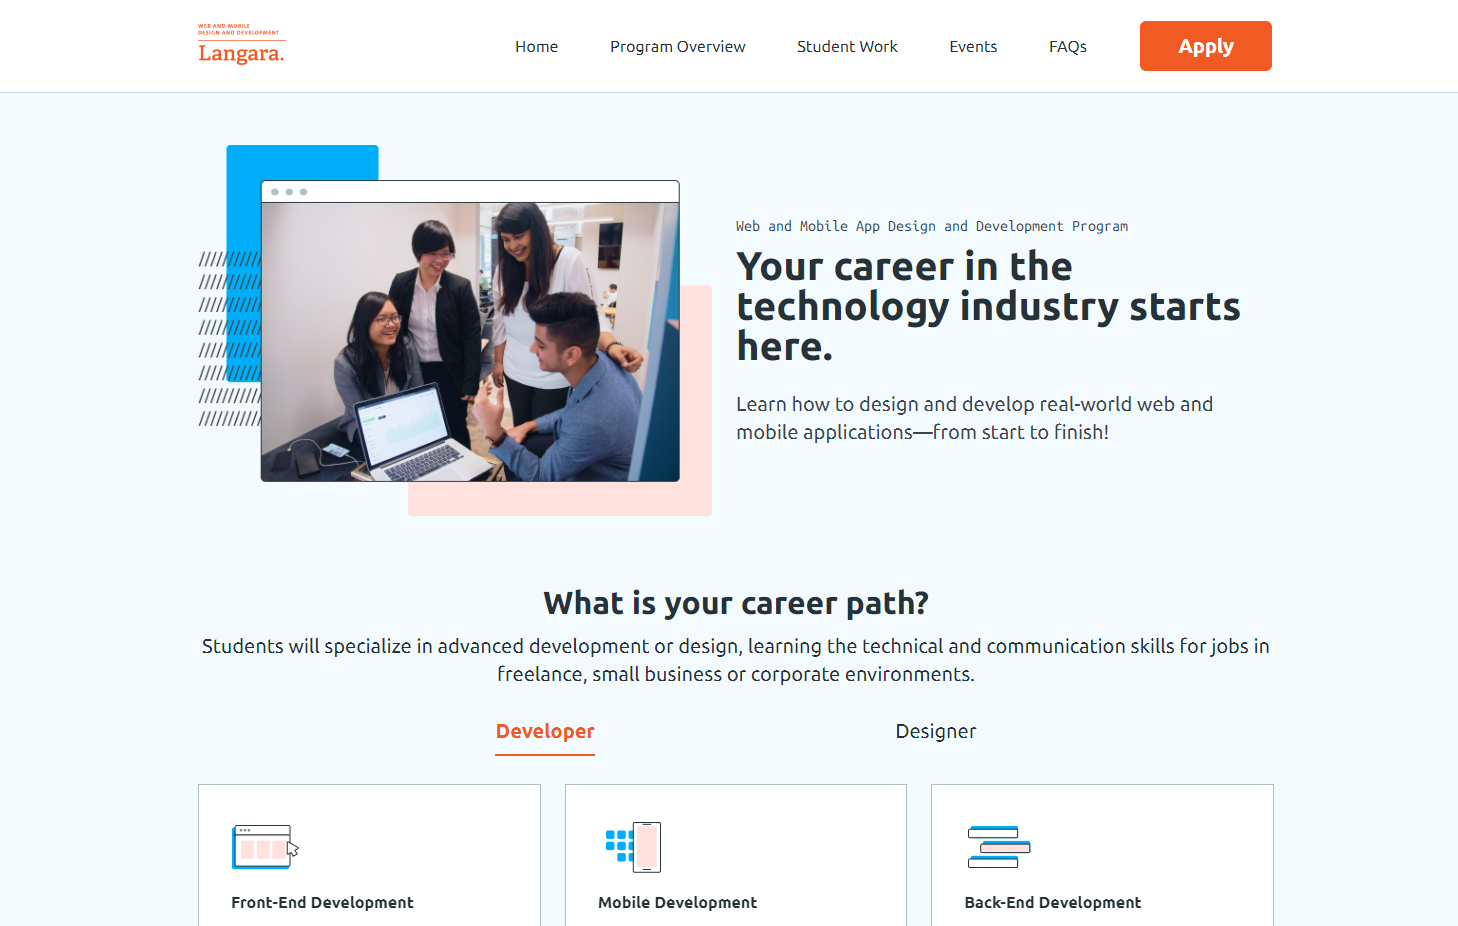 WEB AND MOBILE
DESIGN AND DEVELOPMENT
Langara.
Home
Program Overview
Student Work
Events
FAQs
Apply
Web and Mobile App Design and Development Program
Your career in the
technology industry starts
here.
Learn how to design and develop real-world web and
mobile applications—from start to finish!
What is your career path?
Students will specialize in advanced development or design, learning the technical and communication skills for jobs in
freelance, small business or corporate environments.
Developer
Designer
Front-End Development
Mobile Development
Back-End Development